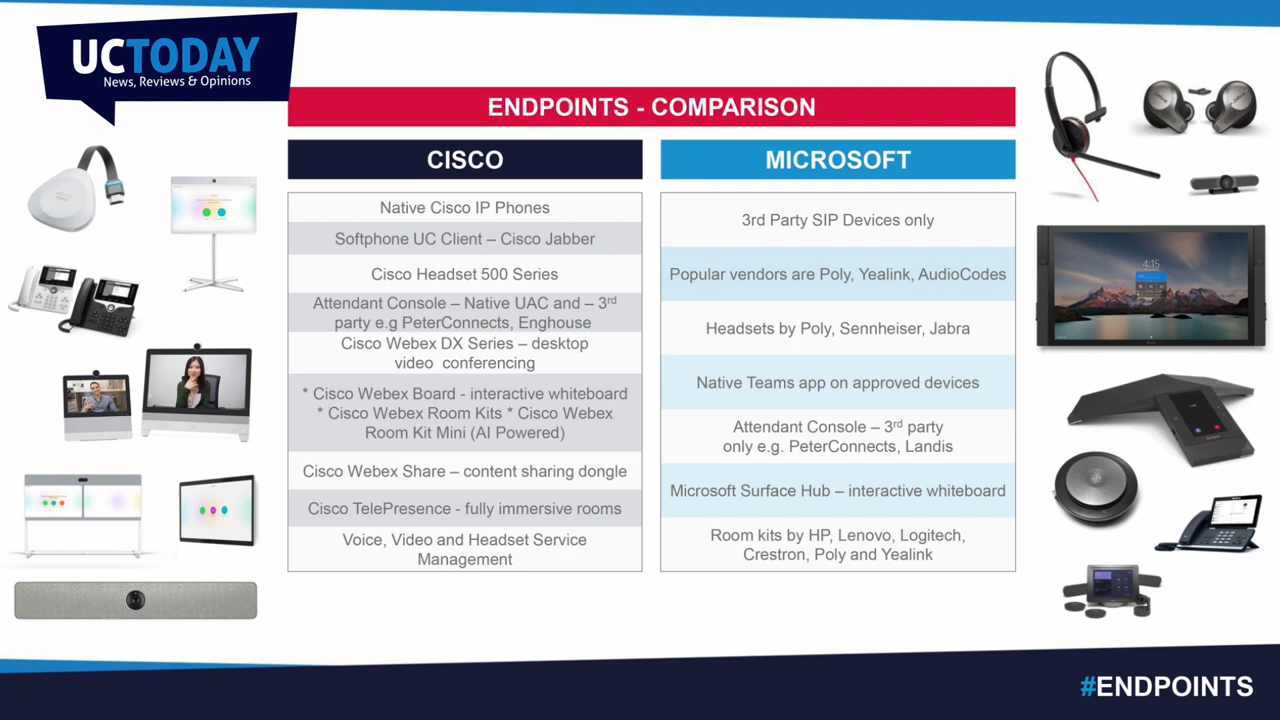 UCTODAY
News, Reviews & Opinions
ENDPOINTS - COMPARISON
CISCO
Native Cisco IP Phones
Softphone UC Client – Cisco Jabber
Cisco Headset 500 Series
Attendant Console – Native UAC and – 3rd
party e.g PeterConnects, Enghouse
Cisco Webex DX Series – desktop
video conferencing
* Cisco Webex Board - interactive whiteboard
* Cisco Webex Room Kits * Cisco Webex
Room Kit Mini (AI Powered)
Cisco Webex Share – content sharing dongle
Cisco TelePresence - fully immersive rooms
Voice, Video and Headset Service
Management
MICROSOFT
3rd Party SIP Devices only
Popular vendors are Poly, Yealink, AudioCodes
Headsets by Poly, Sennheiser, Jabra
Native Teams app on approved devices
Attendant Console – 3rd party
only e.g. PeterConnects, Landis
Microsoft Surface Hub – interactive whiteboard
Room kits by HP, Lenovo, Logitech,
Crestron, Poly and Yealink
4:15
#ENDPOINTS